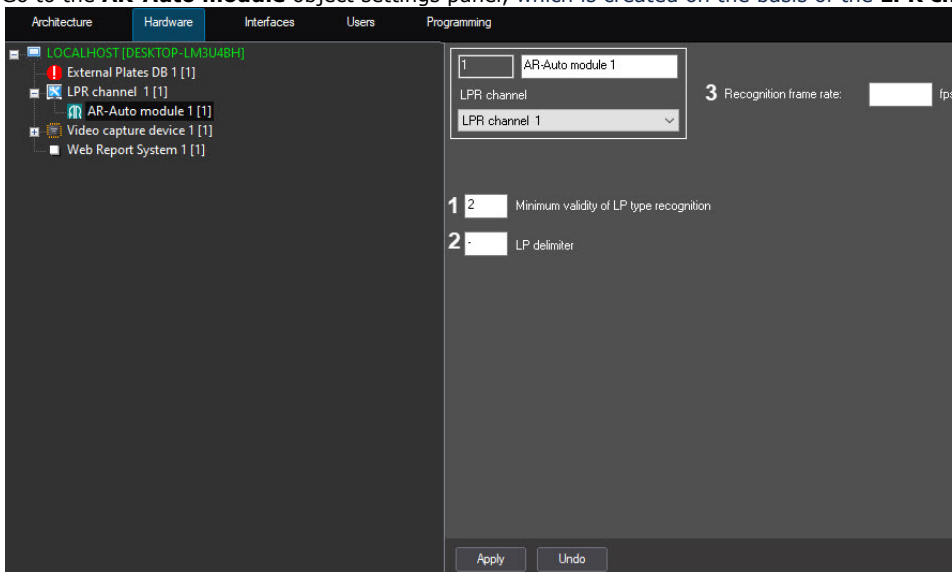 Go to the AR-Auto module object settings panel, which is created on the basis of the LPR
Architecture Hardware Interfaces Users Programming
LOCALHOST [DESKTOP-LM3U4BH]
External Plates DB 1 [1]
LPR channel 1 [1]
AR-Auto module 1 [1]
Video capture device 1 [1]
Web Report System 1 [1]
1 AR-Auto module 1
LPR channel
LPR channel 1
3 Recognition frame rate: fps
1 2 Minimum validity of LP type recognition
2 - LP delimiter
Apply Undo